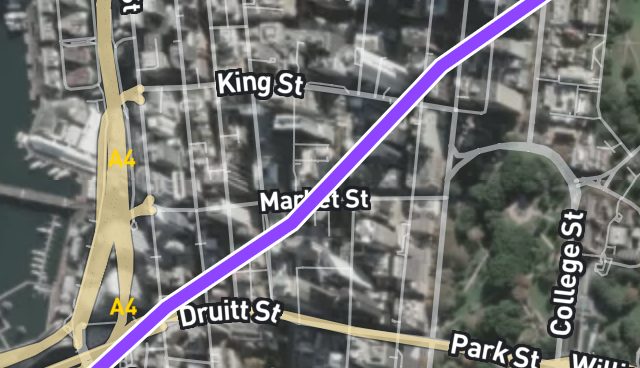 King St
A4
Market St
College St
A4
Druitt St
Park St